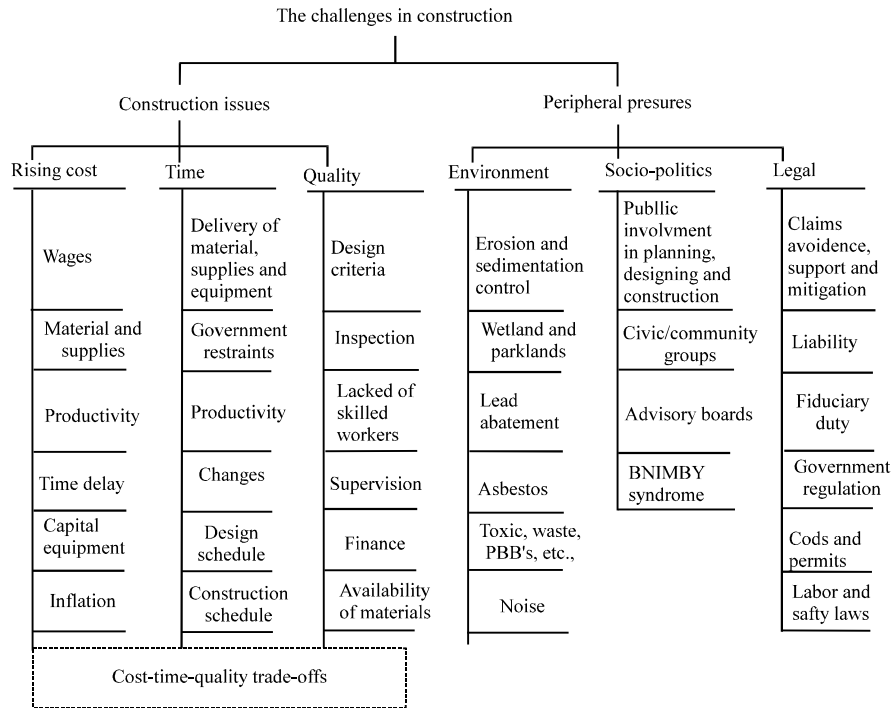 The challenges in construction
Construction issues
Peripheral presures
Rising cost
Time
Quality
Environment
Socio-politics
Legal
Wages
Material and
supplies
Productivity
Time delay
Capital
equipment
Inflation
Delivery of
material,
supplies and
equipment
Government
restraints
Productivity
Changes
Design
schedule
Construction
schedule
Design
criteria
Inspection
Lacked of
skilled
workers
Supervision
Finance
Availability
of materials
Cost-time-quality trade-offs
Erosion and
sedimentation
control
Wetland and
parklands
Lead
abatement
Asbestos
Toxic, waste,
PBB's, etc.,
Noise
Publlic
involvment
in planning,
designing and
construction
Civic/community
groups
Advisory boards
BNIMBY
syndrome
Claims
avoidence,
support and
mitigation
Liability
Fiduciary
duty
Government
regulation
Cods and
permits
Labor and
safty laws